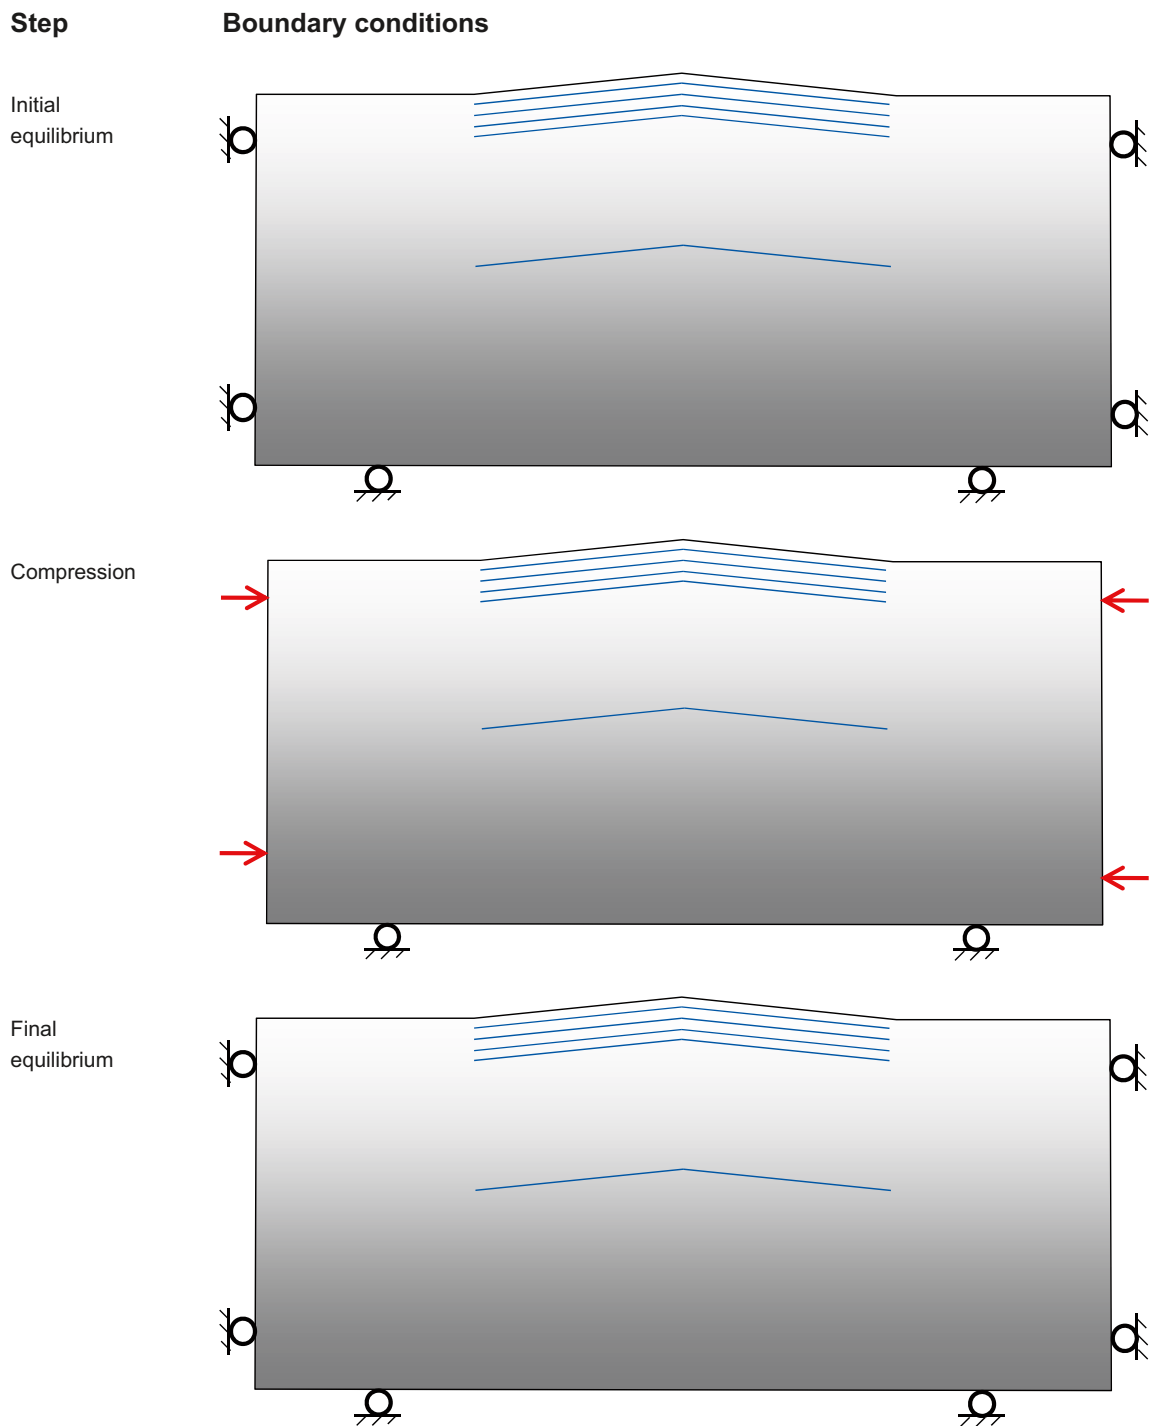 Step Boundary conditions
Initial
equilibrium
Compression
Final
equilibrium